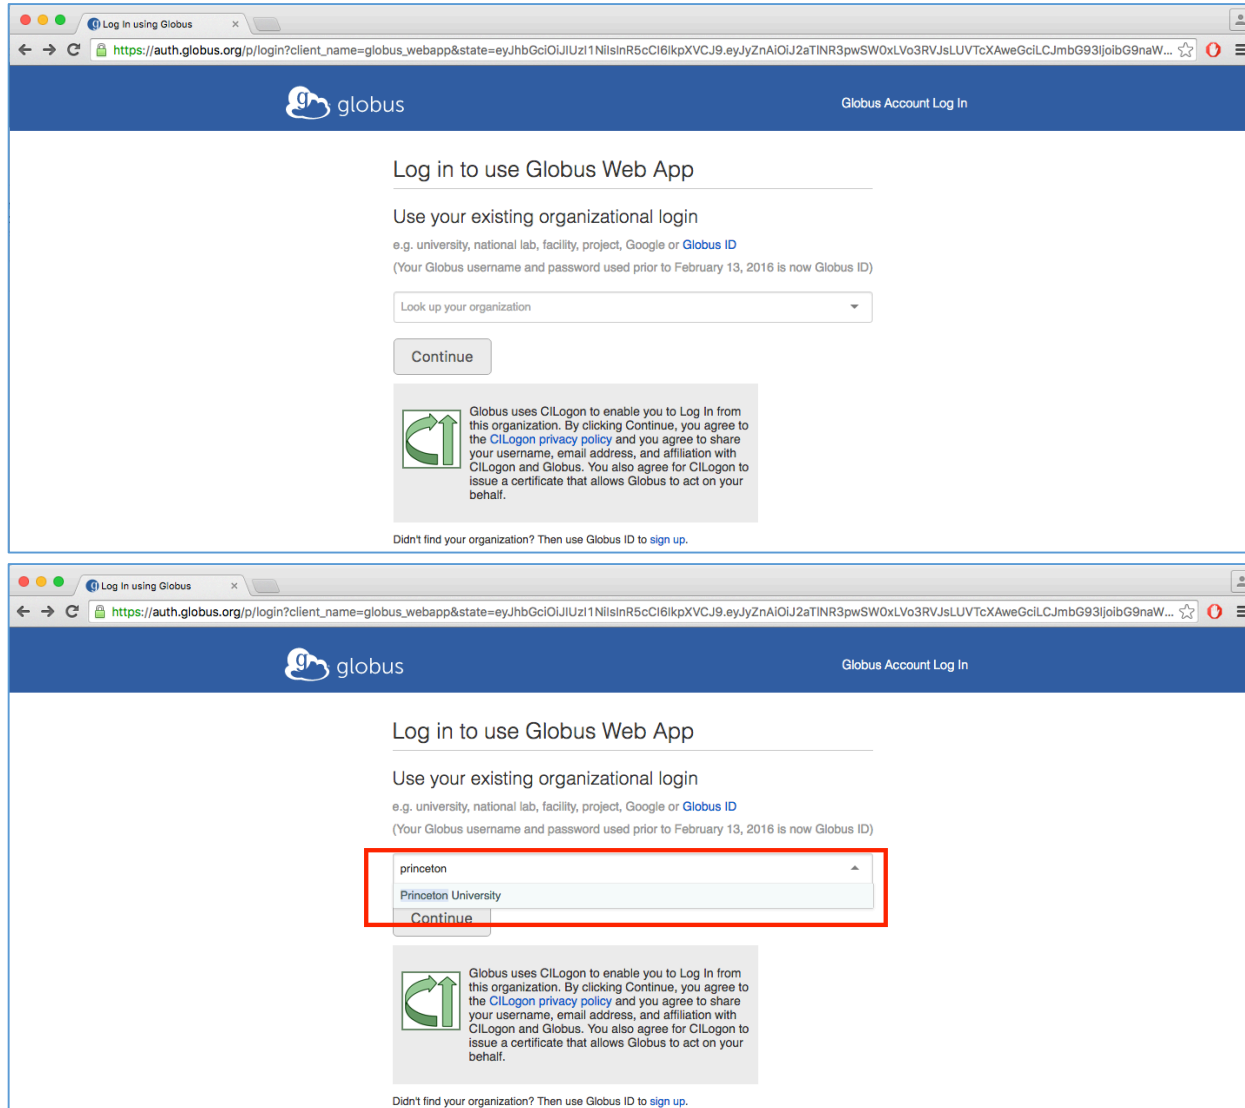 Log In using Globus
https://auth.globus.org/p/login?client_name=globus_webapp&state=
globus
Globus Account Log In
Log in to use Globus Web App
Use your existing organizational login
e.g. university, national lab, facility, project, Google or Globus ID
(Your Globus username and password used prior to February 13, 2016 is now Globus ID)
Look up your organization
Continue
Globus uses CILogon to enable you to Log In from
this organization. By clicking Continue, you agree to
the CILogon privacy policy and you agree to share
your username, email address, and affiliation with
CILogon and Globus. You also agree for CILogon to
issue a certificate that allows Globus to act on your
behalf.
Didn't find your organization? Then use Globus ID to sign up.
Log In using Globus
https://auth.globus.org/p/login?client_name=globus_webapp&state=
globus
Globus Account Log In
Log in to use Globus Web App
Use your existing organizational login
e.g. university, national lab, facility, project, Google or Globus ID
(Your Globus username and password used prior to February 13, 2016 is now Globus ID)
princeton
Princeton University
Continue
Globus uses CILogon to enable you to Log In from
this organization. By clicking Continue, you agree to
the CILogon privacy policy and you agree to share
your username, email address, and affiliation with
CILogon and Globus. You also agree for CILogon to
issue a certificate that allows Globus to act on your
behalf.
Didn't find your organization? Then use Globus ID to sign up.